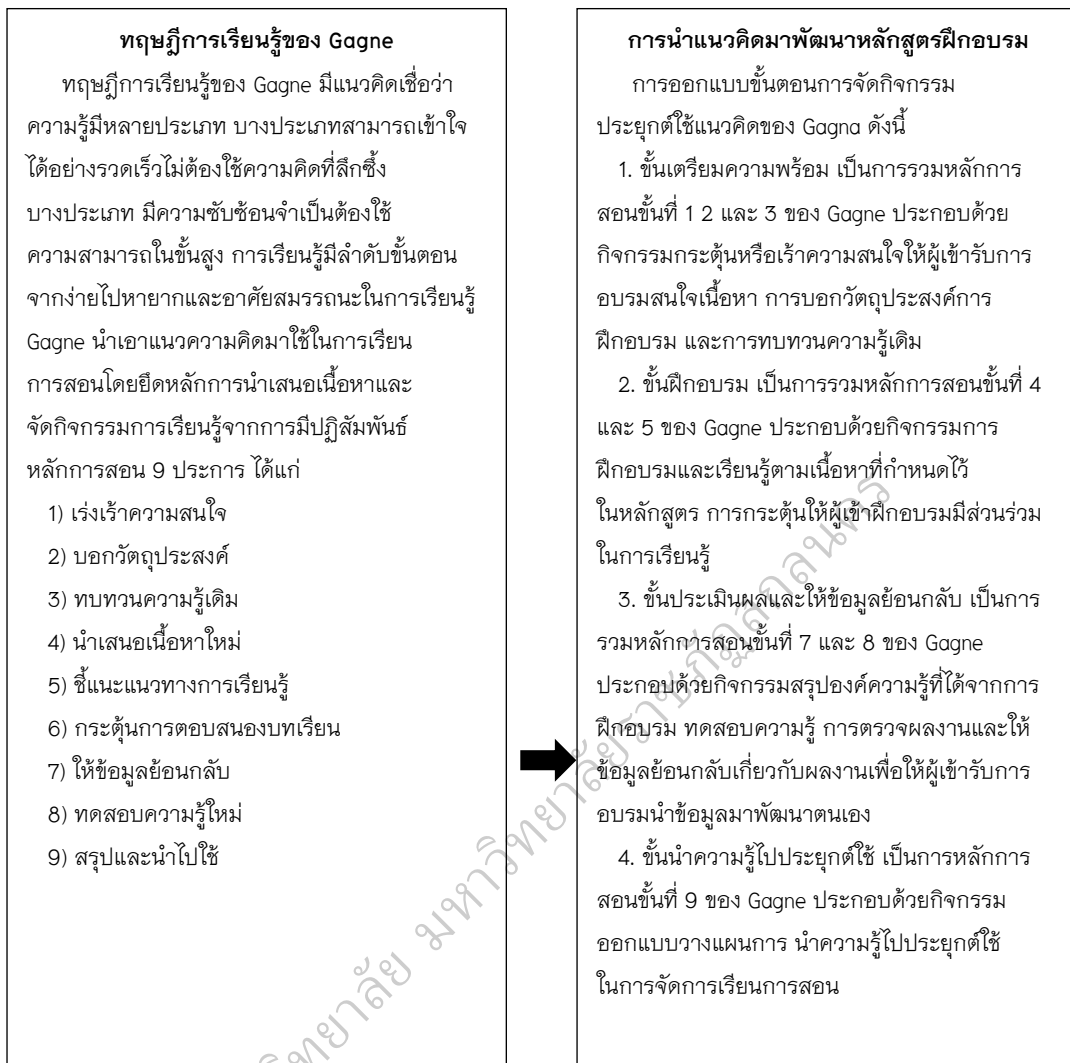 ทฤษฎีการเรียนรู้ของ Gagne
ทฤษฎีการเรียนรู้ของ Gagne มีแนวคิดเชื่อว่า
ความรู้มีหลายประเภท บางประเภทสามารถเข้าใจ
ได้อย่างรวดเร็วไม่ต้องใช้ความคิดที่ลึกซึ้ง
บางประเภท มีความซับซ้อนจำเป็นต้องใช้
ความสามารถในขั้นสูง การเรียนรู้มีลำดับขั้นตอน
จากง่ายไปหายากและอาศัยสมรรถนะในการเรียนรู้
Gagne นำเอาแนวความคิดมาใช้ในการเรียน
การสอนโดยยึดหลักการนำเสนอเนื้อหาและ
จัดกิจกรรมการเรียนรู้จากการมีปฏิสัมพันธ์
หลักการสอน 9 ประการ ได้แก่
1) เร่งเร้าความสนใจ
2) บอกวัตถุประสงค์
3) ทบทวนความรู้เดิม
4) นำเสนอเนื้อหาใหม่
5) ชี้แนะแนวทางการเรียนรู้
6) กระตุ้นการตอบสนองบทเรียน
7) ให้ข้อมูลย้อนกลับ
8) ทดสอบความรู้ใหม่
9) สรุปและนำไปใช้
การนำแนวคิดมาพัฒนาหลักสูตรฝึกอบรม
การออกแบบขั้นตอนการจัดกิจกรรม
ประยุกต์ใช้แนวคิดของ Gagna ดังนี้
1. ขั้นเตรียมความพร้อม เป็นการรวมหลักการ
สอนขั้นที่ 1 2 และ 3 ของ Gagne ประกอบด้วย
กิจกรรมกระตุ้นหรือเร้าความสนใจให้ผู้เข้ารับการ
อบรมสนใจเนื้อหา การบอกวัตถุประสงค์การ
ฝึกอบรม และการทบทวนความรู้เดิม
2. ขั้นฝึกอบรม เป็นการรวมหลักการสอนขั้นที่ 4
และ 5 ของ Gagne ประกอบด้วยกิจกรรมการ
ฝึกอบรมและเรียนรู้ตามเนื้อหาที่กำหนดไว้
ในหลักสูตร การกระตุ้นให้ผู้เข้าฝึกอบรมมีส่วนร่วม
ในการเรียนรู้
3. ขั้นประเมินผลและให้ข้อมูลย้อนกลับ เป็นการ
รวมหลักการสอนขั้นที่ 7 และ 8 ของ Gagne
ประกอบด้วยกิจกรรมสรุปองค์ความรู้ที่ได้จากการ
ฝึกอบรม ทดสอบความรู้ การตรวจผลงานและให้
ข้อมูลย้อนกลับเกี่ยวกับผลงานเพื่อให้ผู้เข้ารับการ
อบรมนำข้อมูลมาพัฒนาตนเอง
4. ขั้นนำความรู้ไปประยุกต์ใช้ เป็นการหลักการ
สอนขั้นที่ 9 ของ Gagne ประกอบด้วยกิจกรรม
ออกแบบวางแผนการ นำความรู้ไปประยุกต์ใช้
ในการจัดการเรียนการสอน
มหาวิทยาลัยราชภัฏสกลนคร